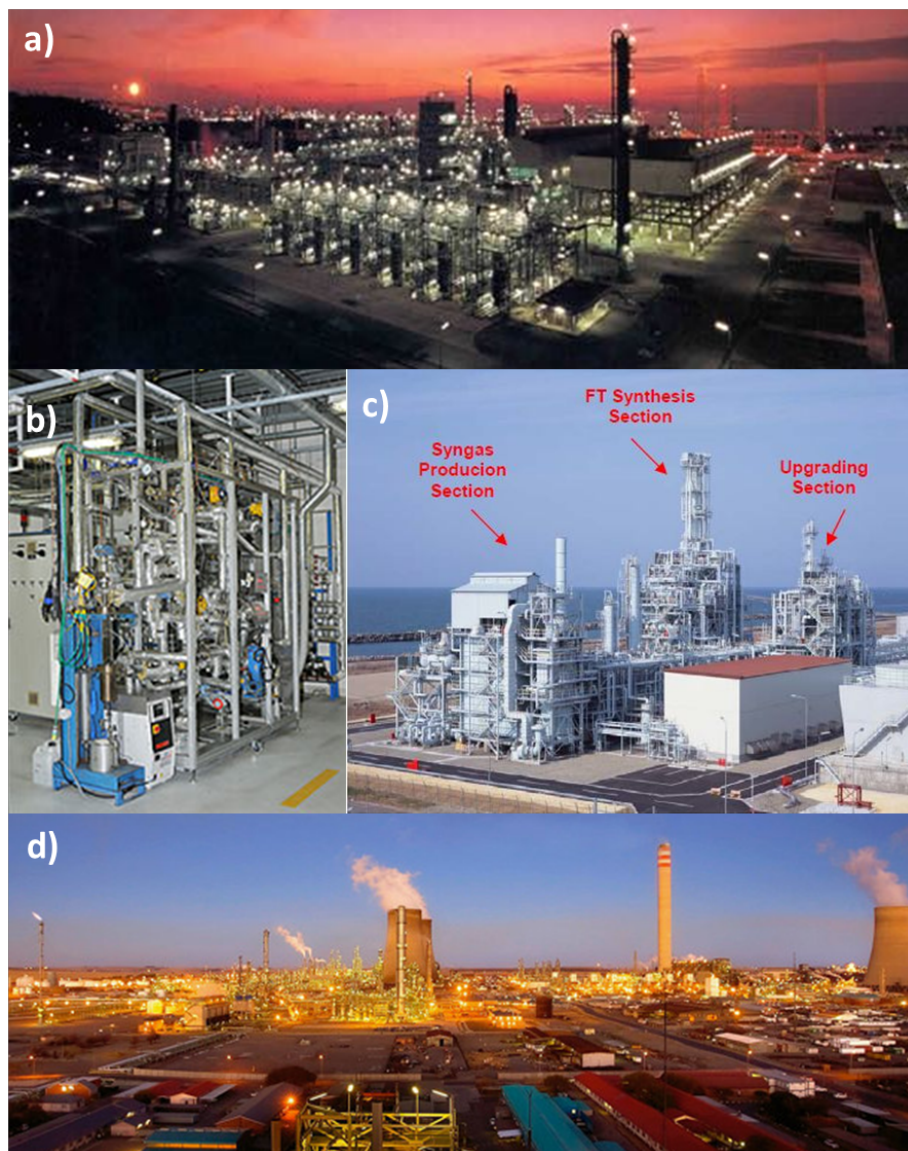 a)
b)
c)
FT Synthesis
Section
Syngas
Producion
Section
Upgrading
Section
d)